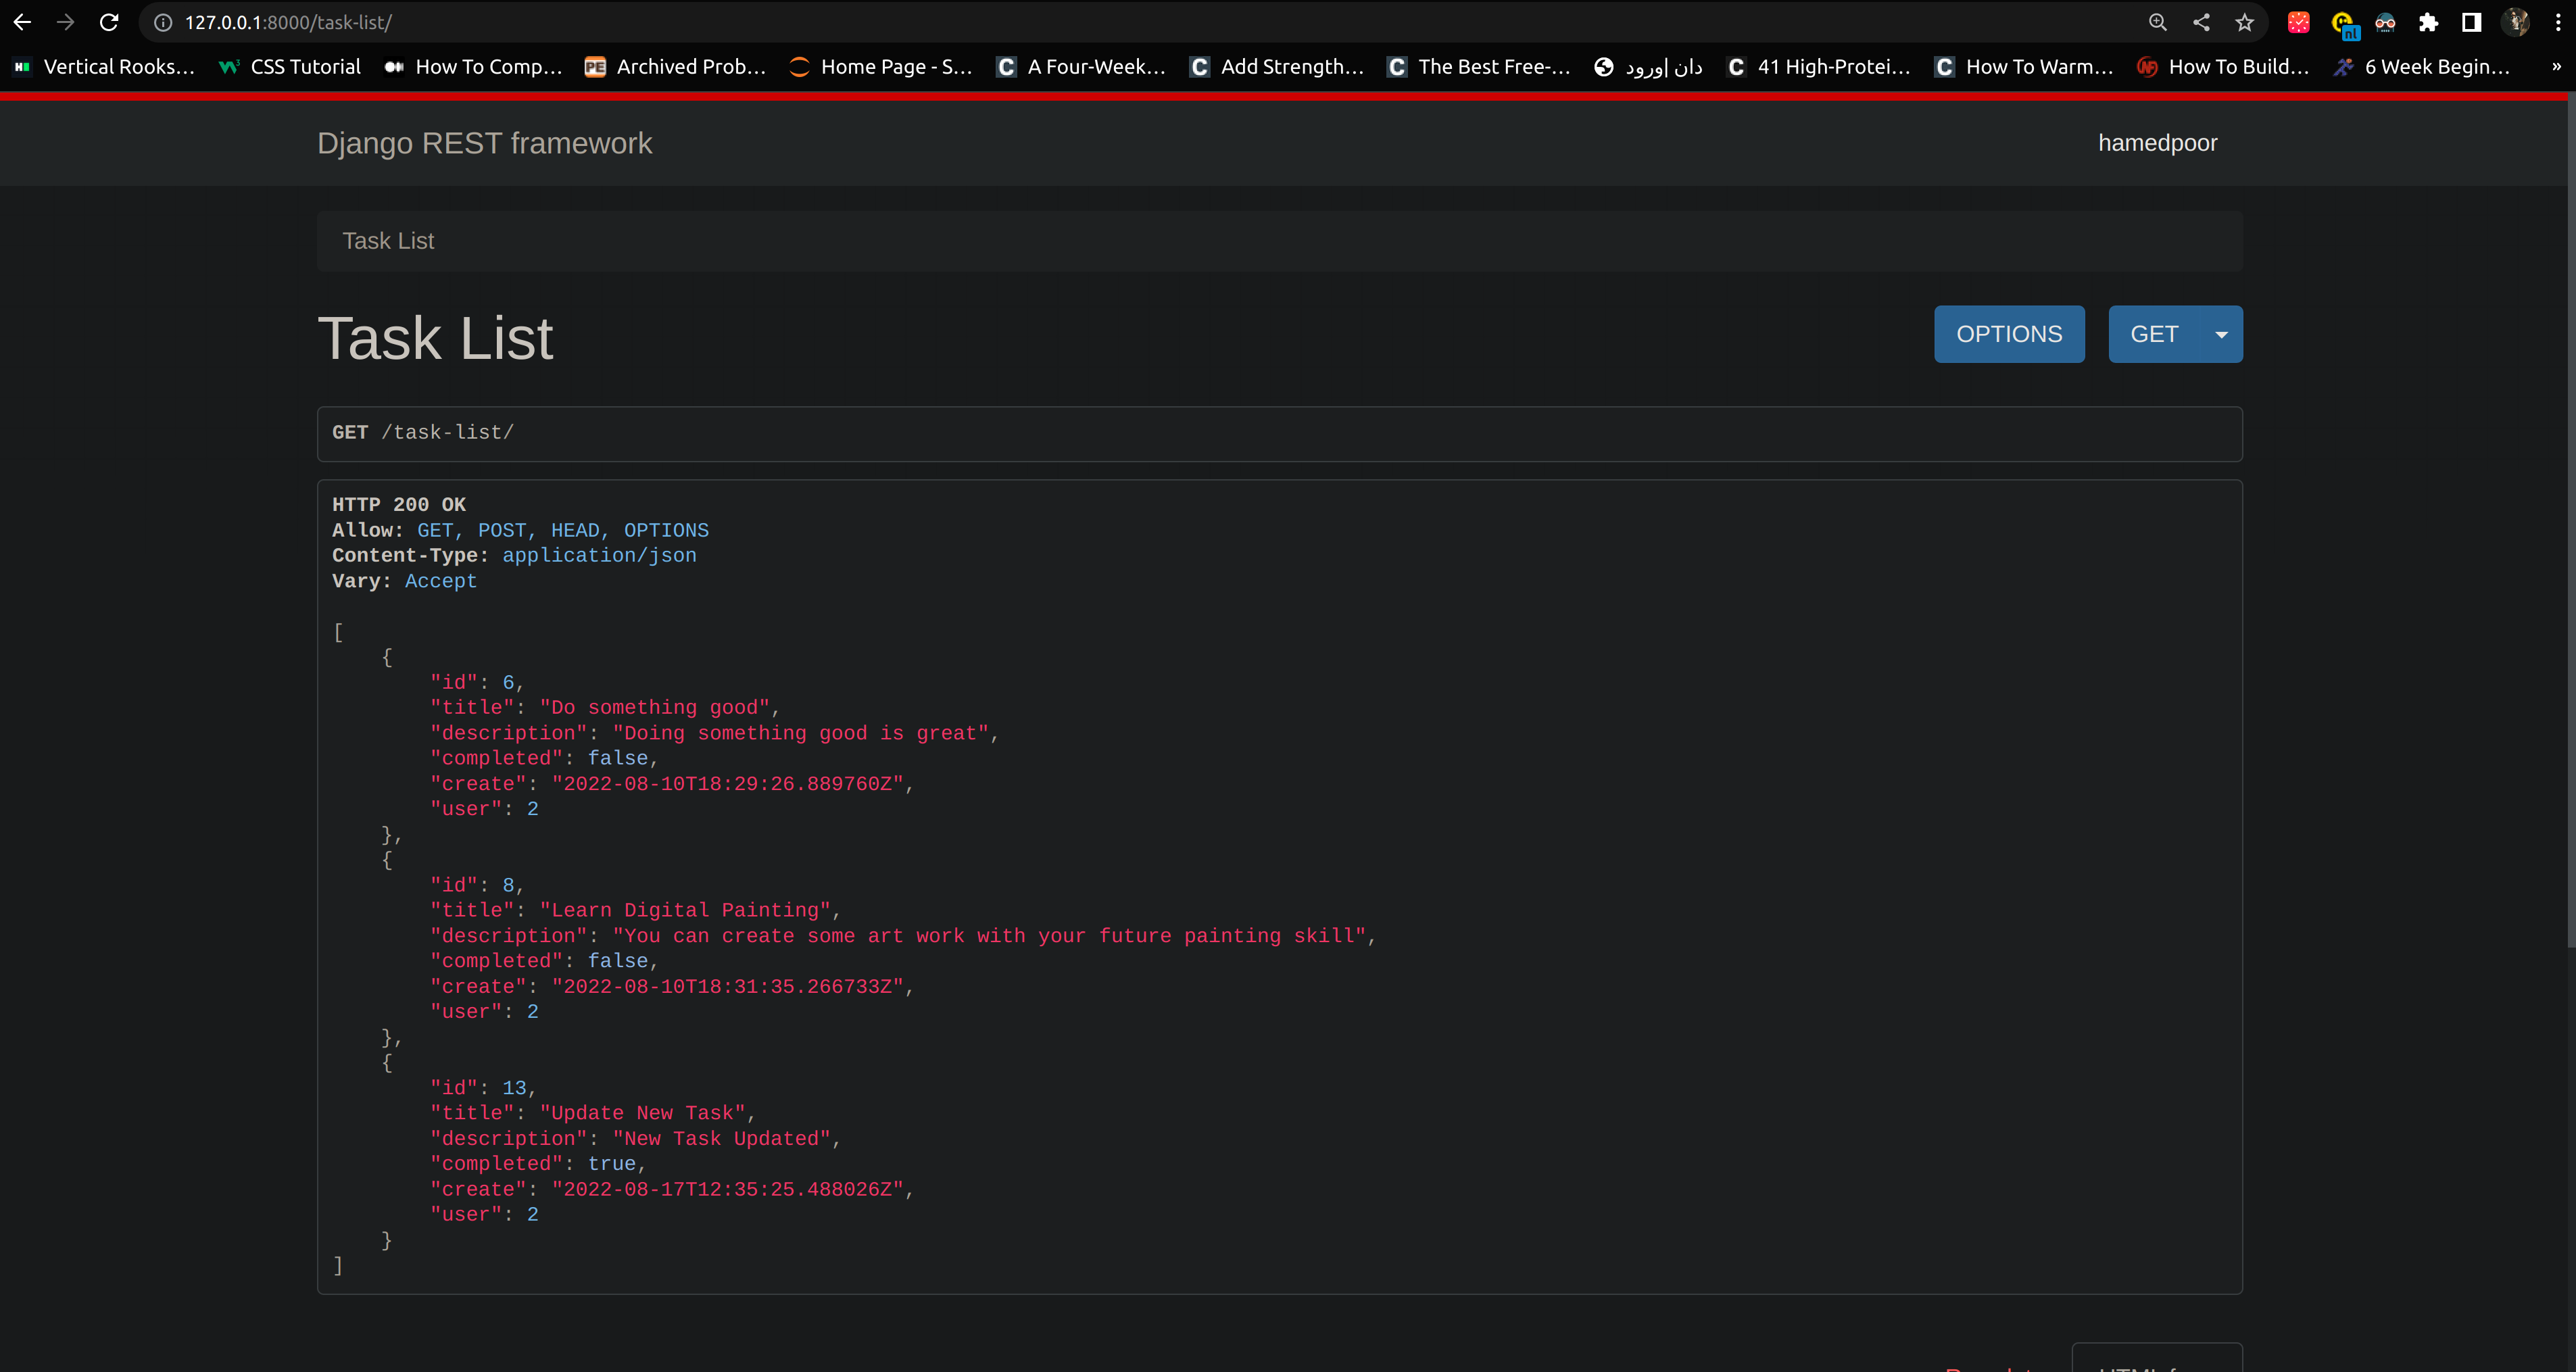 127.0.0.1:8000/task-list/
nl
Vertical Rooks... CSS Tutorial How To Comp... PE Archived Prob... Home Page - S... C A Four-Week... C Add Strength... C The Best Free-... دان |ورود C 41 High-Protei... C How To Warm... How To Build... 6 Week Begin... »
Django REST framework hamedpoor
Task List
Task List OPTIONS GET
GET /task-list/
HTTP 200 OK
Allow: GET, POST, HEAD, OPTIONS
Content-Type: application/json
Vary: Accept
[
    {
        "id": 6,
        "title": "Do something good",
        "description": "Doing something good is great",
        "completed": false,
        "create": "2022-08-10T18:29:26.889760Z",
        "user": 2
    },
    {
        "id": 8,
        "title": "Learn Digital Painting",
        "description": "You can create some art work with your future painting skill",
        "completed": false,
        "create": "2022-08-10T18:31:35.266733Z",
        "user": 2
    },
    {
        "id": 13,
        "title": "Update New Task",
        "description": "New Task Updated",
        "completed": true,
        "create": "2022-08-17T12:35:25.488026Z",
        "user": 2
    }
]